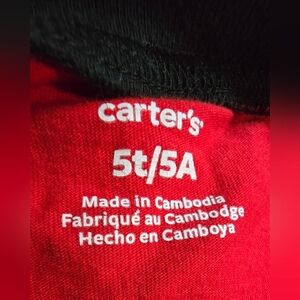 carter's
5t/5A
Made in Cambodia
Fabriqué au Cambodge
Hecho en Camboya